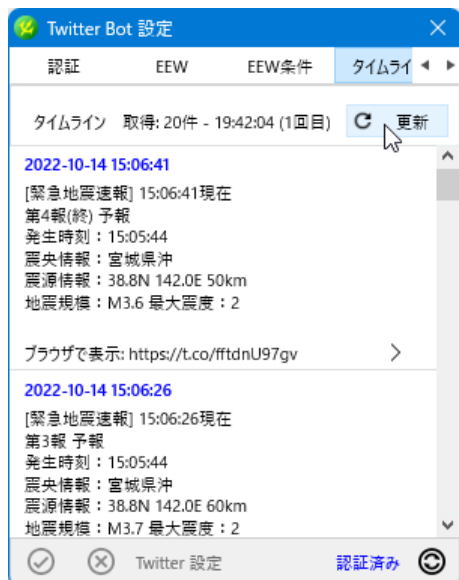 Twitter Bot 設定
認証 EEW EEW条件 タイムライ
タイムライン 取得: 20件 - 19:42:04 (1回目) 更新
2022-10-14 15:06:41
[緊急地震速報] 15:06:41現在
第4報(終) 予報
発生時刻：15:05:44
震央情報：宮城県沖
震源情報：38.8N 142.0E 50km
地震規模：M3.6 最大震度：2
ブラウザで表示: https://t.co/fftdnU97gv
2022-10-14 15:06:26
[緊急地震速報] 15:06:26現在
第3報 予報
発生時刻：15:05:44
震央情報：宮城県沖
震源情報：38.8N 142.0E 60km
地震規模：M3.7 最大震度：2
Twitter 設定 認証済み